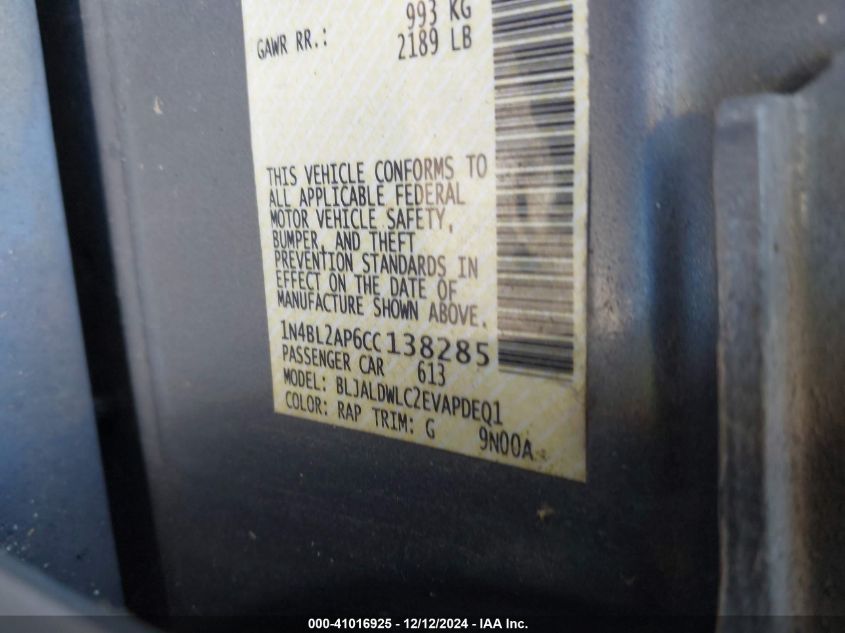 993 KG
GAWR RR.: 2189 LB
THIS VEHICLE CONFORMS TO
ALL APPLICABLE FEDERAL
MOTOR VEHICLE SAFETY,
BUMPER, AND THEFT
PREVENTION STANDARDS IN
EFFECT ON THE DATE OF
MANUFACTURE SHOWN ABOVE.
1N4BL2AP6CC138285
PASSENGER CAR 613
MODEL: BLJALDWLC2EVAPDEQ1
COLOR: RAP TRIM: G 9N00A
000-41016925 - 12/12/2024 - IAA Inc.